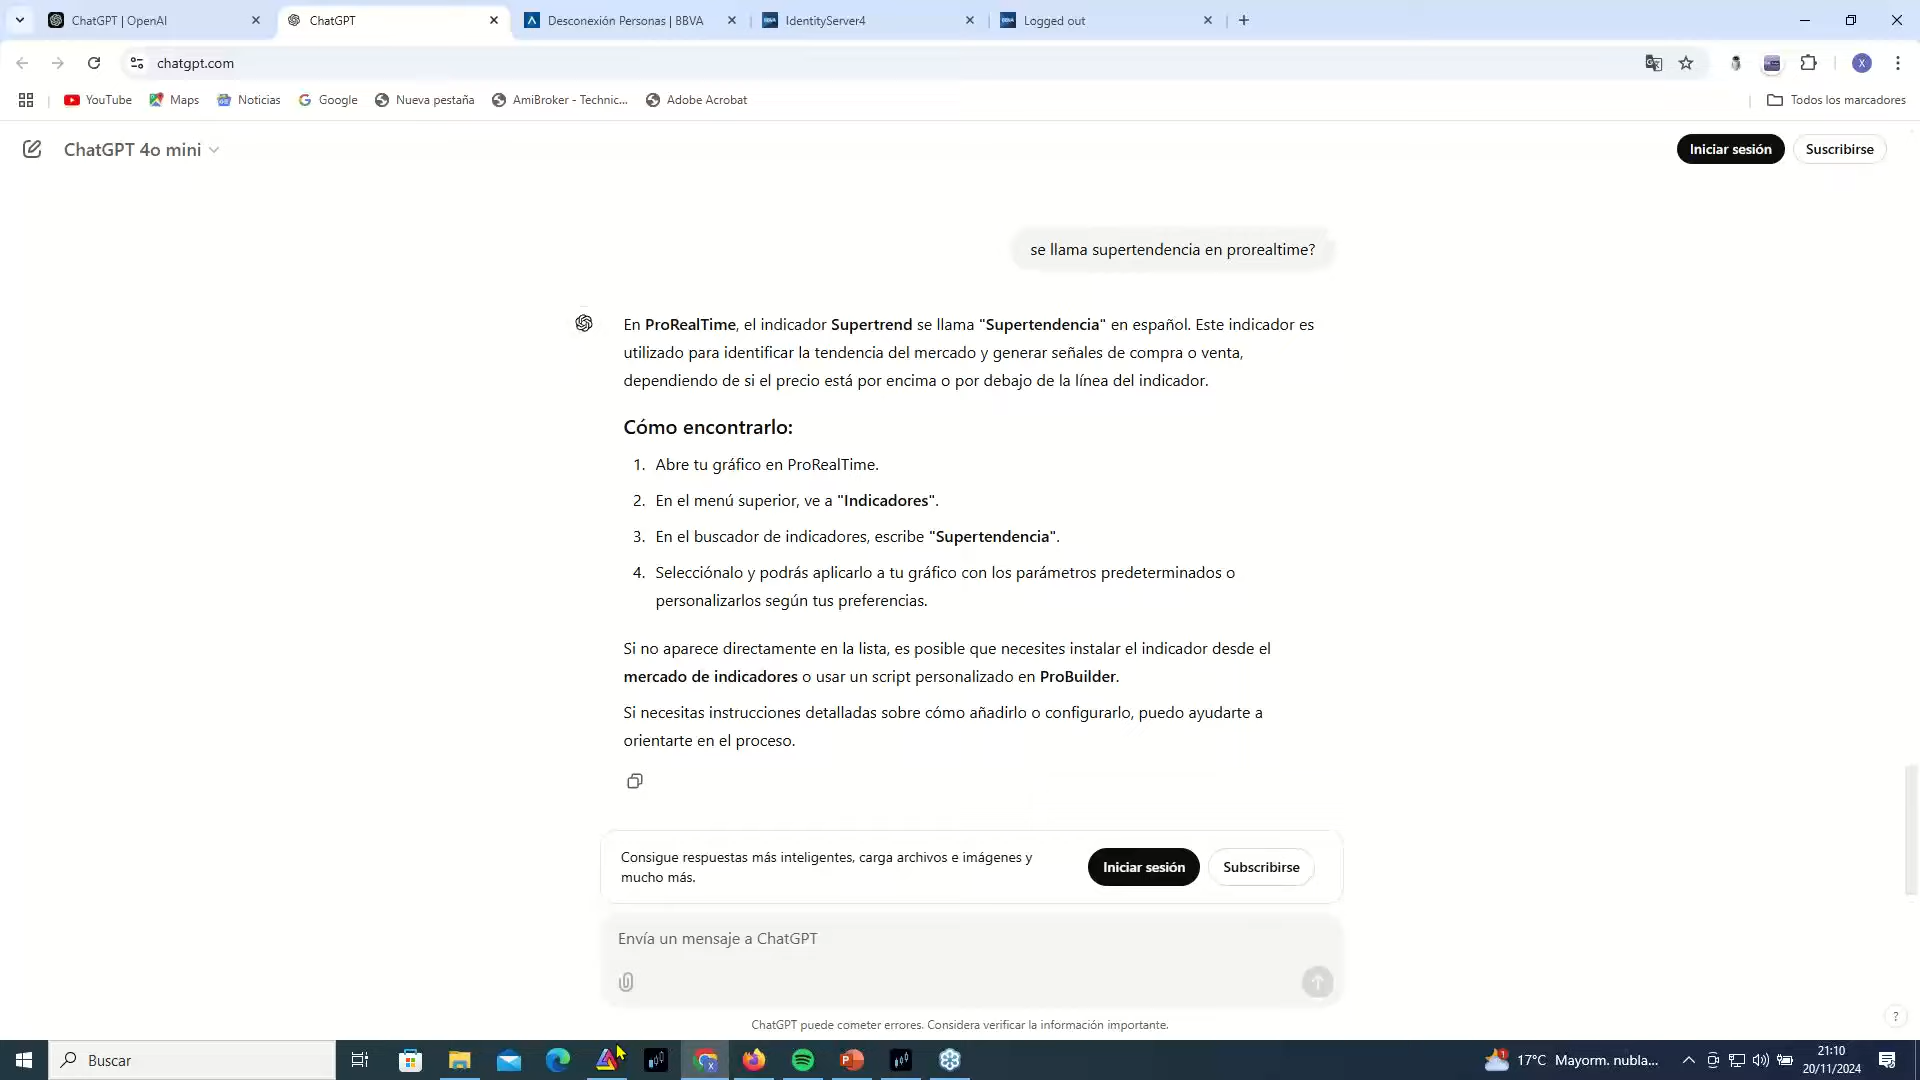 ChatGPT | OpenAI
ChatGPT
Desconexión Personas | BBVA
IdentityServer4
Logged out
chatgpt.com
YouTube
Maps
Noticias
Google
Nueva pestaña
AmiBroker - Technic...
Adobe Acrobat
Todos los marcadores
ChatGPT 4o mini
Iniciar sesión
Suscribirse
se llama supertendencia en prorealtime?
En ProRealTime, el indicador Supertrend se llama "Supertendencia" en español. Este indicador es
utilizado para identificar la tendencia del mercado y generar señales de compra o venta,
dependiendo de si el precio está por encima o por debajo de la línea del indicador.
Cómo encontrarlo:
1. Abre tu gráfico en ProRealTime.
2. En el menú superior, ve a "Indicadores".
3. En el buscador de indicadores, escribe "Supertendencia".
4. Selecciónalo y podrás aplicarlo a tu gráfico con los parámetros predeterminados o
personalizarlos según tus preferencias.
Si no aparece directamente en la lista, es posible que necesites instalar el indicador desde el
mercado de indicadores o usar un script personalizado en ProBuilder.
Si necesitas instrucciones detalladas sobre cómo añadirlo o configurarlo, puedo ayudarte a
orientarte en el proceso.
Consigue respuestas más inteligentes, carga archivos e imágenes y
mucho más.
Iniciar sesión
Subscribirse
Envía un mensaje a ChatGPT
ChatGPT puede cometer errores. Considera verificar la información importante.
?
Buscar
17°C Mayorm. nubla...
21:10
20/11/2024